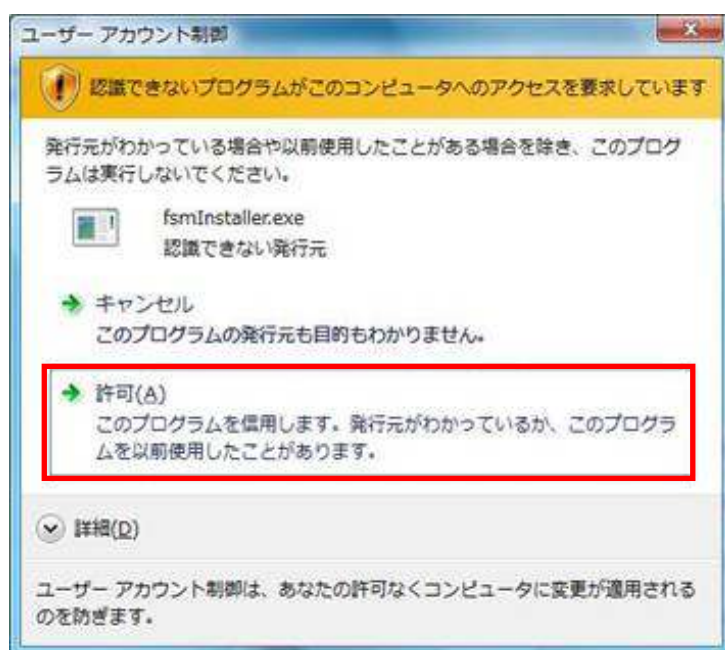 ユーザー アカウント制御
認識できないプログラムがこのコンピュータへのアクセスを要求しています
発行元がわかっている場合や以前使用したことがある場合を除き、このプログ
ラムは実行しないでください。
fsmInstaller.exe
認識できない発行元
キャンセル
このプログラムの発行元も目的もわかりません。
許可(A)
このプログラムを信用します。発行元がわかっているか、このプログラ
ムを以前使用したことがあります。
詳細(D)
ユーザー アカウント制御は、あなたの許可なくコンピュータに変更が適用される
のを防ぎます。